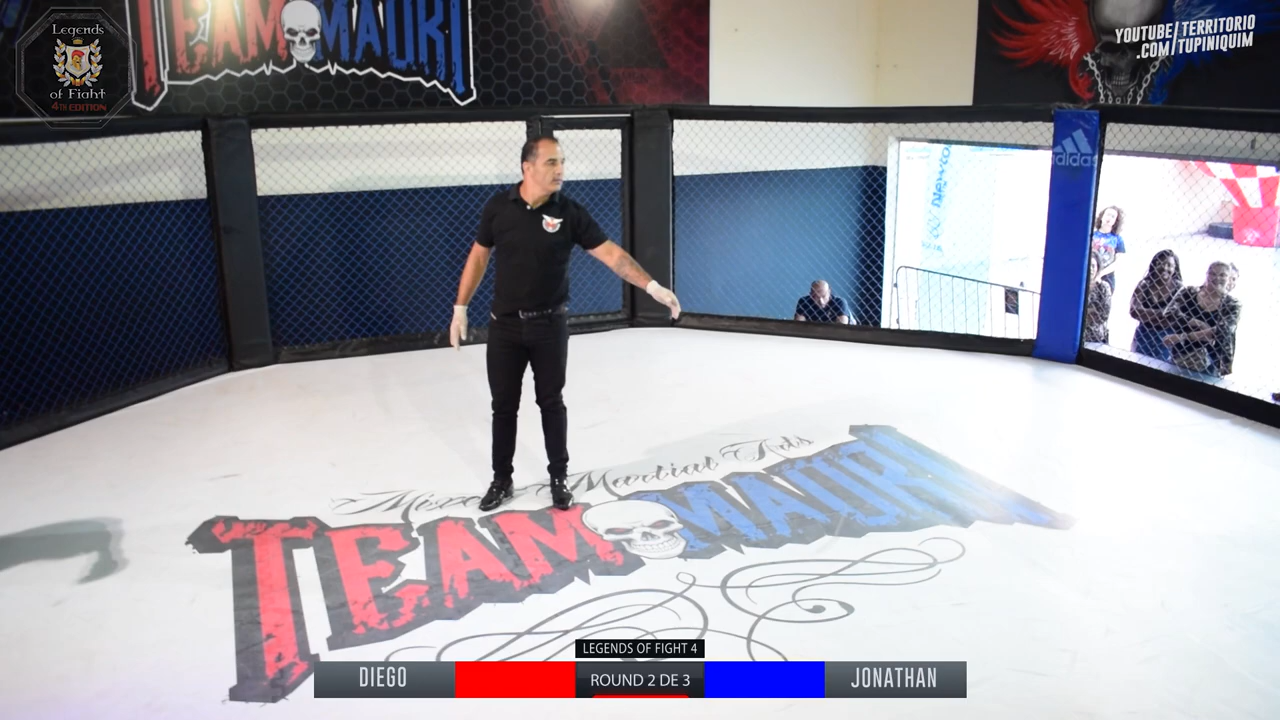 Legends
of Fight
4TH EDITION
TEAM MAURI
YOUTUBE/TERRITORIO
.COM/TUPINIQUIM
adidas
Mixed Martial Arts
TEAM MAURI
LEGENDS OF FIGHT 4
DIEGO
ROUND 2 DE 3
JONATHAN